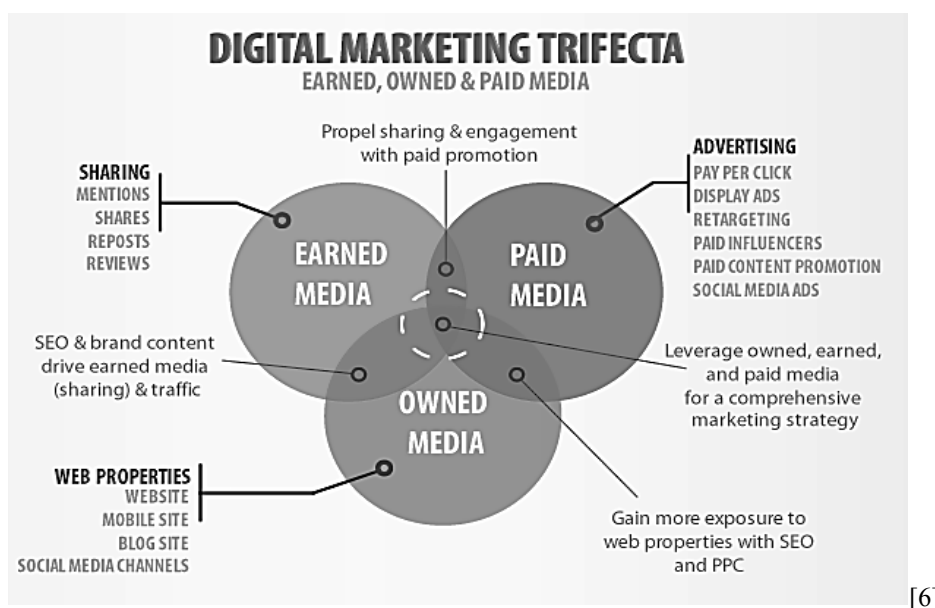 DIGITAL MARKETING TRIFECTA
EARNED, OWNED & PAID MEDIA
Propel sharing & engagement
with paid promotion
SHARING
MENTIONS
SHARES
REPOSTS
REVIEWS
ADVERTISING
PAY PER CLICK
DISPLAY ADS
RETARGETING
PAID INFLUENCERS
PAID CONTENT PROMOTION
SOCIAL MEDIA ADS
EARNED
MEDIA
PAID
MEDIA
SEO & brand content
drive earned media
(sharing) & traffic
Leverage owned, earned,
and paid media
for a comprehensive
marketing strategy
OWNED
MEDIA
WEB PROPERTIES
WEBSITE
MOBILE SITE
BLOG SITE
SOCIAL MEDIA CHANNELS
Gain more exposure to
web properties with SEO
and PPC
[6]